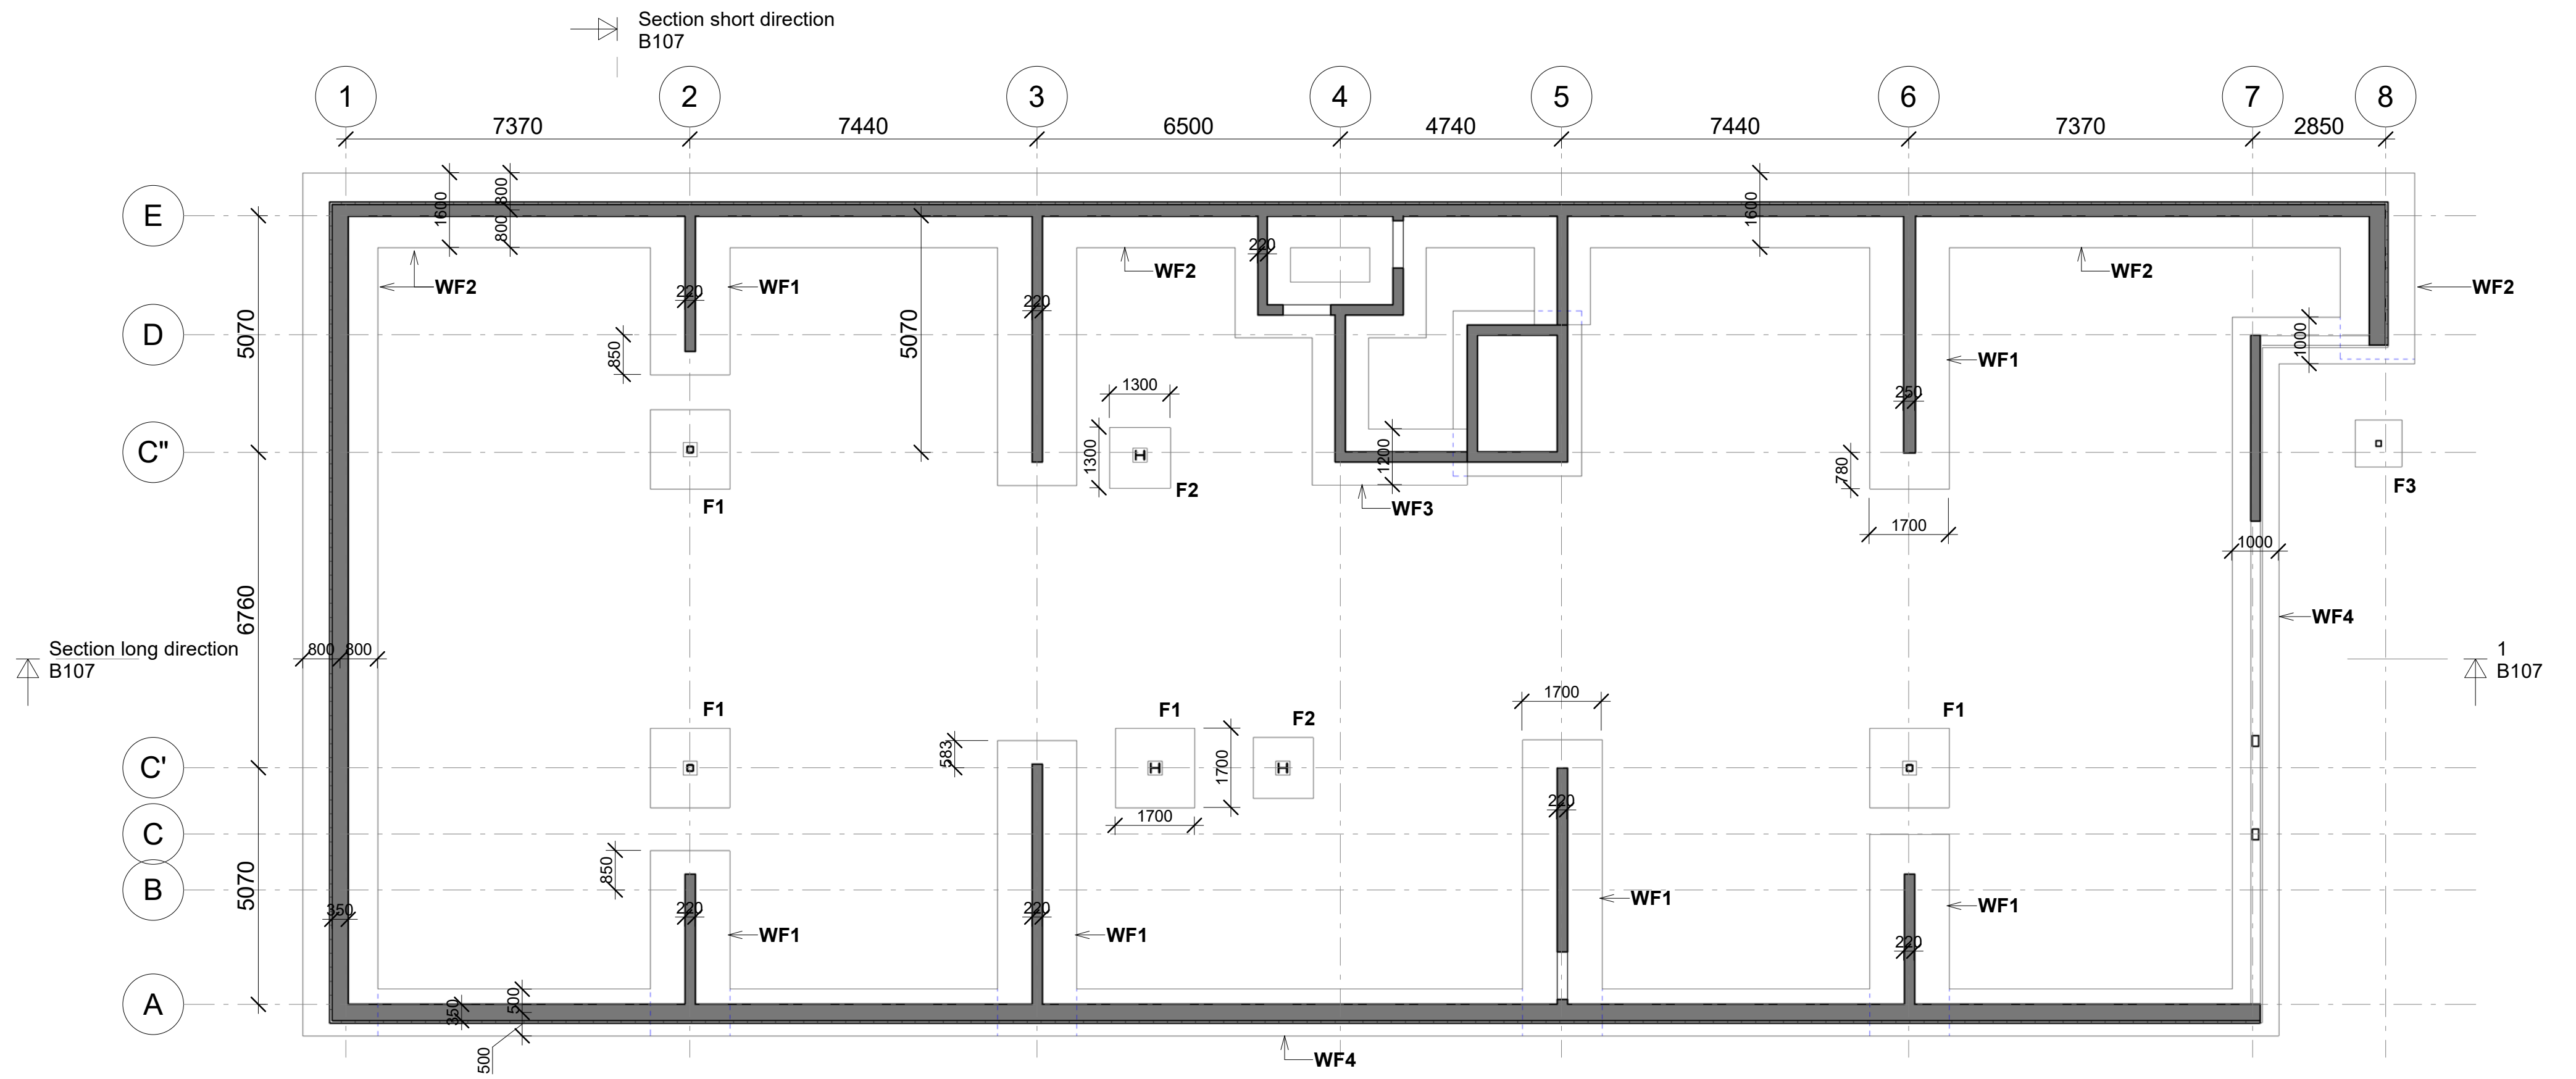 Section short direction
B107
1 2 3 4 5 6 7 8
7370 7440 6500 4740 7440 7370 2850
E
D
C"
C'
C
B
A
5070
6760
5070
1600
800
800
1600
220
WF2
WF2
WF2
WF2
WF1
220
220
5070
850
1000
WF1
250
1300
1300
F2
F1
1200
WF3
780
1700
F3
1000
WF4
Section long direction
B107
800 800
1
B107
F1
F1
F2
1700
F1
583
1700
1700
220
850
WF1
WF1
350
220
220
220
WF1
WF1
350
500
500
WF4